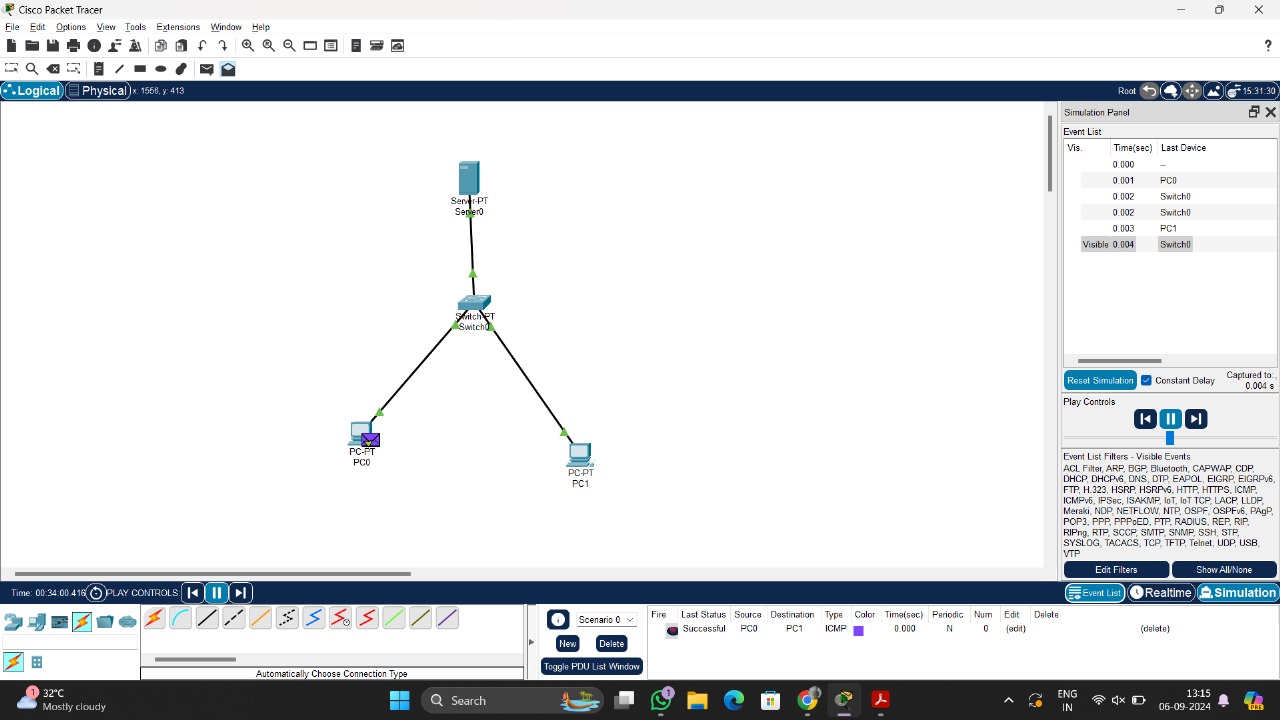 Cisco Packet Tracer
File Edit Options View Tools Extensions Window Help
?
Logical Physical x: 1556, y: 413 Root 15:31:30
Simulation Panel
Event List
Vis. Time(sec) Last Device
0.000 --
0.001 PC0
0.002 Switch0
0.002 Switch0
0.003 PC1
Visible 0.004 Switch0
Reset Simulation Constant Delay Captured to:
0.004 s
Play Controls
Event List Filters - Visible Events
ACL Filter, ARP, BGP, Bluetooth, CAPWAP, CDP,
DHCP, DHCPv6, DNS, DTP, EAPOL, EIGRP, EIGRPv6,
FTP, H.323, HSRP, HSRPv6, HTTP, HTTPS, ICMP,
ICMPv6, IPSec, ISAKMP, IoT, IoT TCP, LACP, LLDP,
Meraki, NDP, NETFLOW, NTP, OSPF, OSPFv6, PAgP,
POP3, PPP, PPPoED, PTP, RADIUS, REP, RIP,
RIPng, RTP, SCCP, SMTP, SNMP, SSH, STP,
SYSLOG, TACACS, TCP, TFTP, Telnet, UDP, USB,
VTP
Edit Filters Show All/None
Server-PT
Server0
Switch-PT
Switch0
PC-PT
PC0
PC-PT
PC1
Time: 00:34:00.416 PLAY CONTROLS: Event List Realtime Simulation
Scenario 0
New Delete
Toggle PDU List Window
Fire Last Status Source Destination Type Color Time(sec) Periodic Num Edit Delete
Successful PC0 PC1 ICMP 0.000 N 0 (edit) (delete)
Automatically Choose Connection Type
1
32°C
Mostly cloudy
Search
1
ENG
IN
13:15
06-09-2024